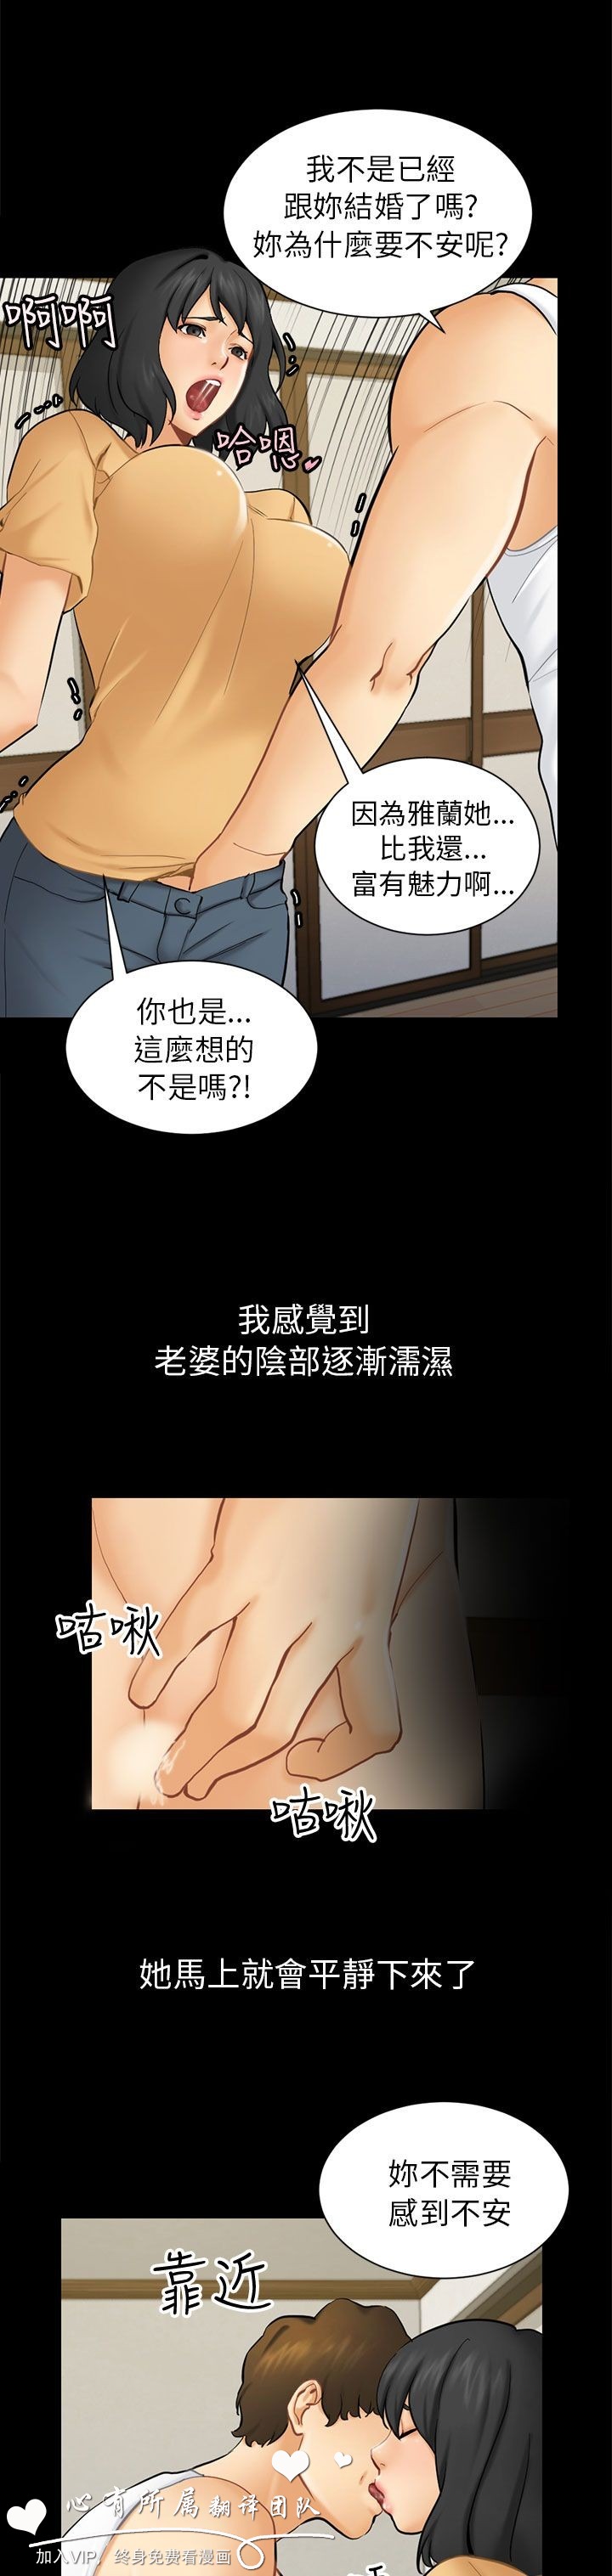 我不是已經
跟妳結婚了嗎?
妳為什麼要不安呢?
啊啊
哈嗯
因為雅蘭她...
比我還...
富有魅力啊...
你也是...
這麼想的
不是嗎?!
我感覺到
老婆的陰部逐漸濡濕
咕啾
咕啾
她馬上就會平靜下來了
妳不需要
感到不安
靠近
心有所属翻译团队
加入VIP，终身免费看漫画